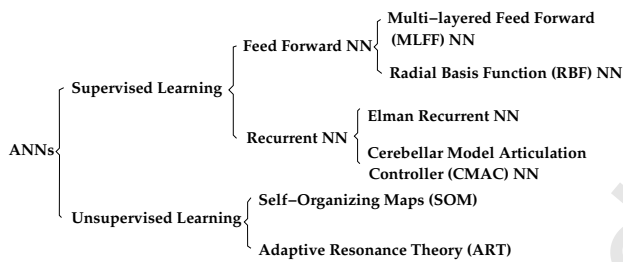 Multi−layered Feed Forward
Feed Forward NN
(MLFF) NN
Radial Basis Function (RBF) NN
Supervised Learning
Elman Recurrent NN
Recurrent NN
ANNs
Cerebellar Model Articulation
Controller (CMAC) NN
Self−Organizing Maps (SOM)
Unsupervised Learning
Adaptive Resonance Theory (ART)